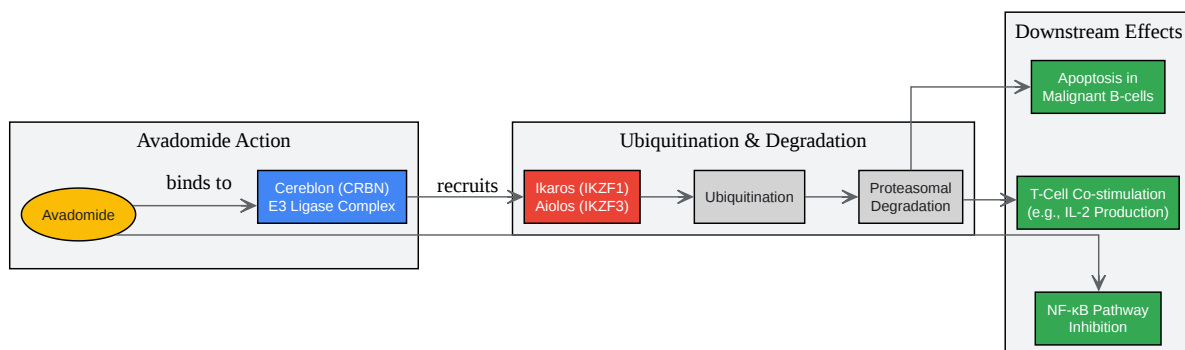 Avadomide Action
Avadomide
binds to
Cereblon (CRBN)
E3 Ligase Complex
recruits
Ubiquitination & Degradation
Ikaros (IKZF1)
Aiolos (IKZF3)
Ubiquitination
Proteasomal
Degradation
Downstream Effects
Apoptosis in
Malignant B-cells
T-Cell Co-stimulation
(e.g., IL-2 Production)
NF-κB Pathway
Inhibition